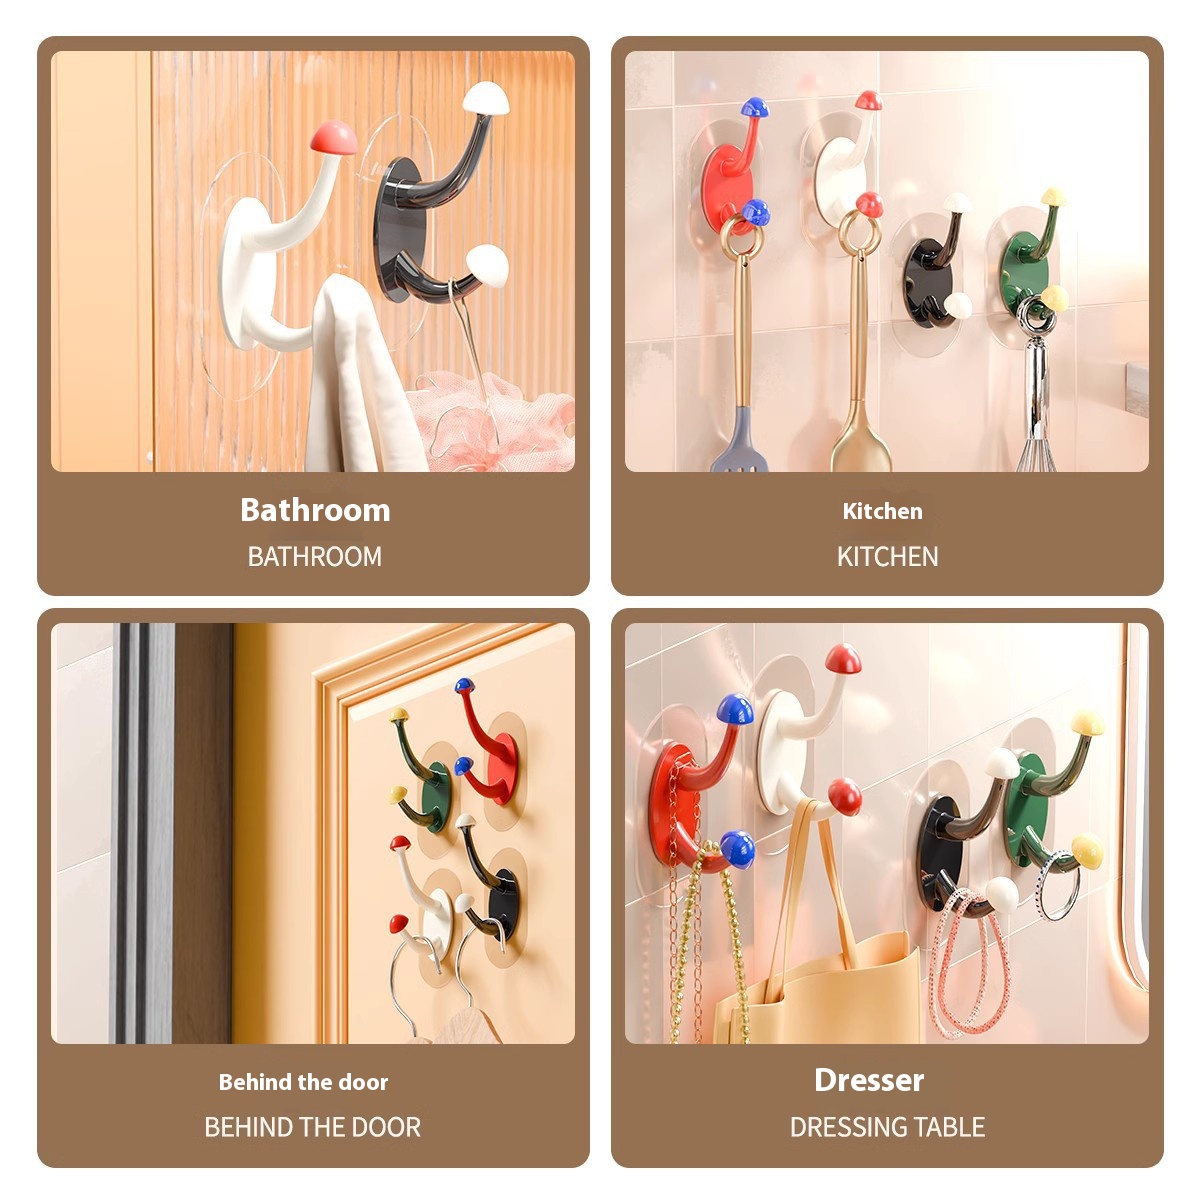 Bathroom
BATHROOM
Kitchen
KITCHEN
Behind the door
BEHIND THE DOOR
Dresser
DRESSING TABLE